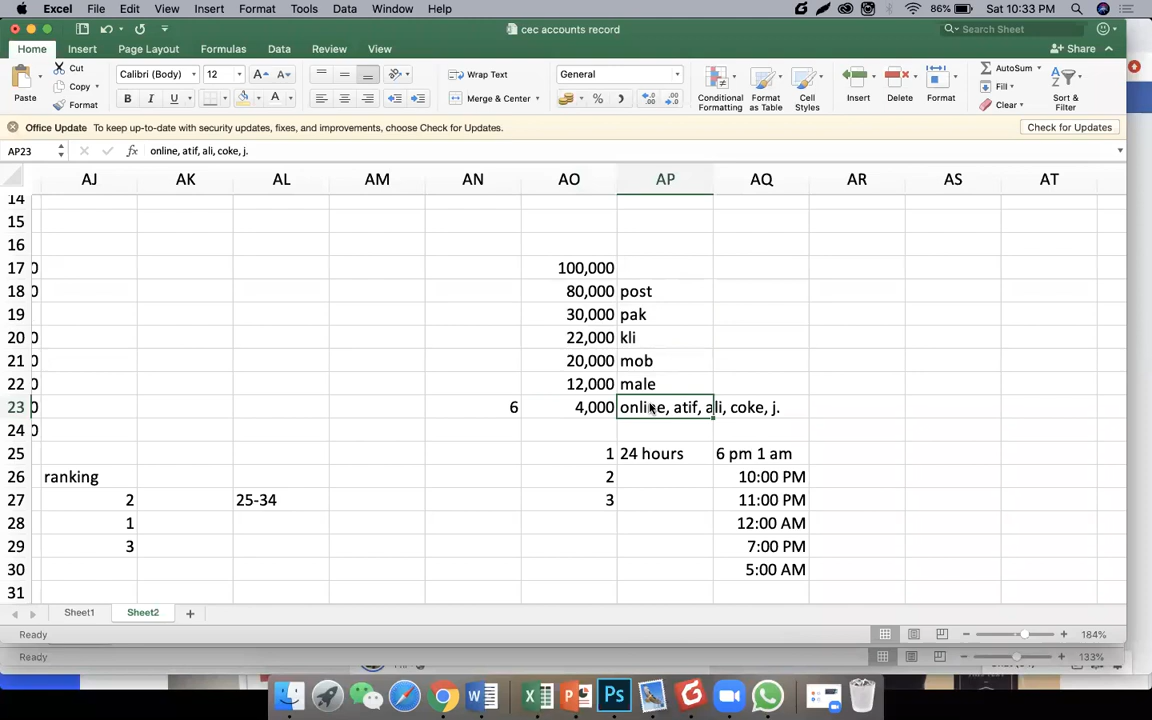 Excel File Edit View Insert Format Tools Data Window Help 86% Sat 10:33 PM
cec accounts record
Search Sheet
Home Insert Page Layout Formulas Data Review View Share
Paste Cut Copy Format
Calibri (Body) 12
B I U A
Wrap Text
Merge & Center
General
%
Conditional Formatting
Format as Table
Cell Styles
Insert
Delete
Format
AutoSum
Fill
Clear
Sort & Filter
Office Update To keep up-to-date with security updates, fixes, and improvements, choose Check for Updates. Check for Updates
AP23 fx online, atif, ali, coke, j.
AJ AK AL AM AN AO AP AQ AR AS AT
14
15
16
17 0 100,000
18 0 80,000 post
19 30,000 pak
20 0 22,000 kli
21 0 20,000 mob
22 0 12,000 male
23 0 6 4,000 online, atif, ali, coke, j.
24 0
25 1 24 hours 6 pm 1 am
26 ranking 2 10:00 PM
27 2 25-34 3 11:00 PM
28 1 12:00 AM
29 3 7:00 PM
30 5:00 AM
31
Sheet1 Sheet2
Ready 184%
Ready 133%